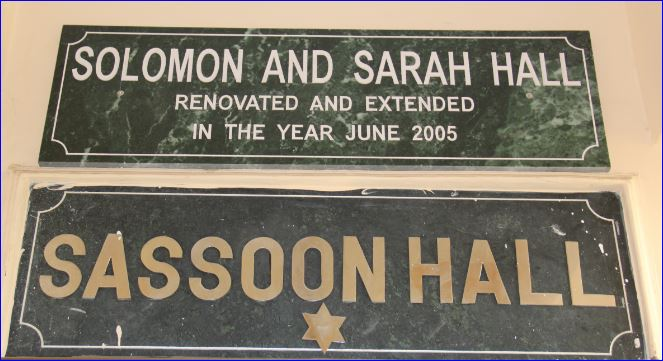 SOLOMON AND SARAH HALL
RENOVATED AND EXTENDED
IN THE YEAR JUNE 2005
SASSOON HALL